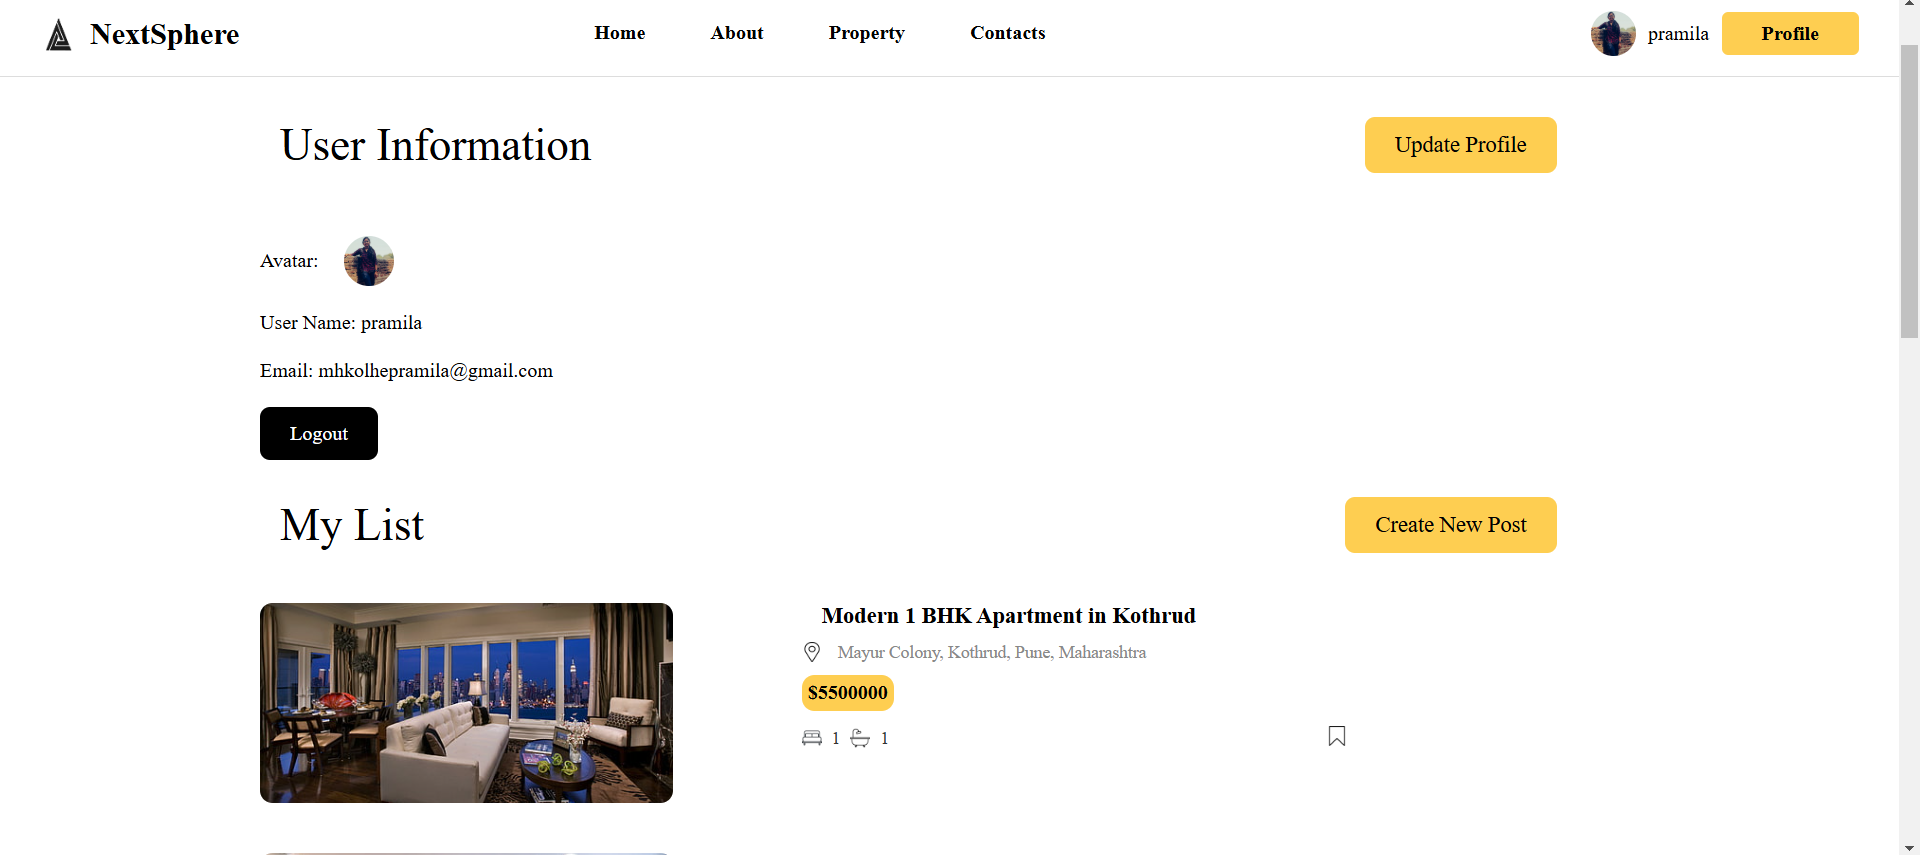 NextSphere
Home About Property Contacts
pramila Profile
User Information
Update Profile
Avatar:
User Name: pramila
Email: mhkolhepramila@gmail.com
Logout
My List
Create New Post
Modern 1 BHK Apartment in Kothrud
Mayur Colony, Kothrud, Pune, Maharashtra
$5500000
1 1